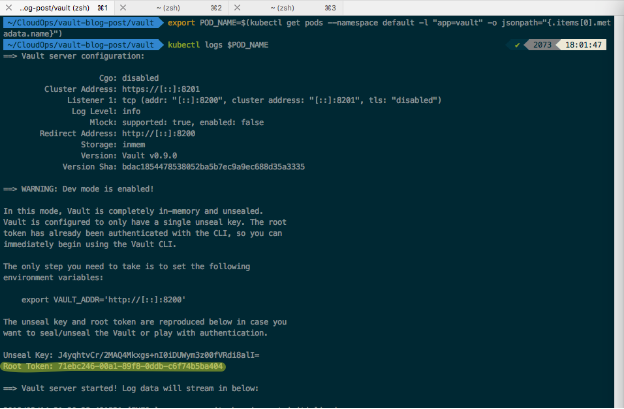 ..og-post/vault (zsh) ⌘1 ~ (zsh) ⌘2 ~ (zsh) ⌘3
~/CloudOps/vault-blog-post/vault export POD_NAME=$(kubectl get pods --namespace default -l "app=vault" -o jsonpath="{.items[0].met
adata.name}")
~/CloudOps/vault-blog-post/vault kubectl logs $POD_NAME ✓ 2073 18:01:47
==> Vault server configuration:
Cgo: disabled
Cluster Address: https://[::]:8201
Listener 1: tcp (addr: "[::]:8200", cluster address: "[::]:8201", tls: "disabled")
Log Level: info
Mlock: supported: true, enabled: false
Redirect Address: http://[::]:8200
Storage: inmem
Version: Vault v0.9.0
Version Sha: bdac1854478538052ba5b7ec9a9ec688d35a3335
==> WARNING: Dev mode is enabled!
In this mode, Vault is completely in-memory and unsealed.
Vault is configured to only have a single unseal key. The root
token has already been authenticated with the CLI, so you can
immediately begin using the Vault CLI.
The only step you need to take is to set the following
environment variables:
export VAULT_ADDR='http://[::]:8200'
The unseal key and root token are reproduced below in case you
want to seal/unseal the Vault or play with authentication.
Unseal Key: J4yqhtvCr/2MAQ4Mkxgs+nI0iDUWym3z00fVRdi8alI=
Root Token: 71ebc246-00a1-89f8-0ddb-c6f74b5ba404
==> Vault server started! Log data will stream in below: